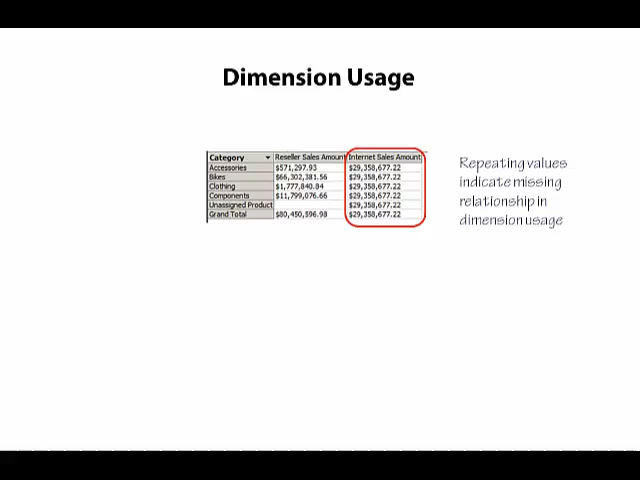 Dimension Usage
Category Reseller Sales Amount Internet Sales Amount
Accessories $571,297.93 $29,358,677.22
Bikes $66,302,381.56 $29,358,677.22
Clothing $1,777,840.84 $29,358,677.22
Components $11,799,076.66 $29,358,677.22
Unassigned Product $29,358,677.22
Grand Total $80,450,596.98 $29,358,677.22
Repeating values
indicate missing
relationship in
dimension usage